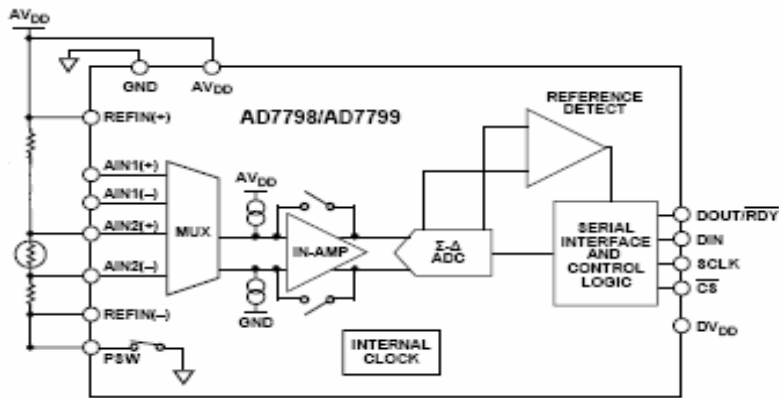 AVDD
GND
AVDD
REFIN(+)
AD7798/AD7799
REFERENCE
DETECT
AIN1(+)
AIN1(–)
AIN2(+)
AIN2(–)
MUX
AVDD
IN-AMP
GND
Σ-Δ
ADC
SERIAL
INTERFACE
AND
CONTROL
LOGIC
DOUT/RDY
DIN
SCLK
CS
DVDD
REFIN(–)
PSW
INTERNAL
CLOCK